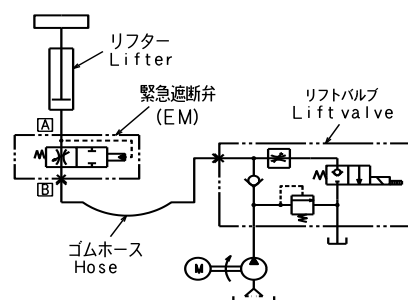 リフター
Lifter
緊急遮断弁
(EM)
リフトバルブ
Lift valve
A
B
ゴムホース
Hose
M